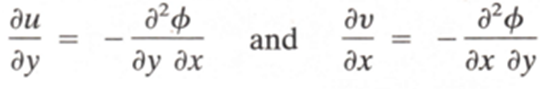 ∂u/∂y = − ∂²ϕ/∂y ∂x and ∂υ/∂x = − ∂²ϕ/∂x ∂y